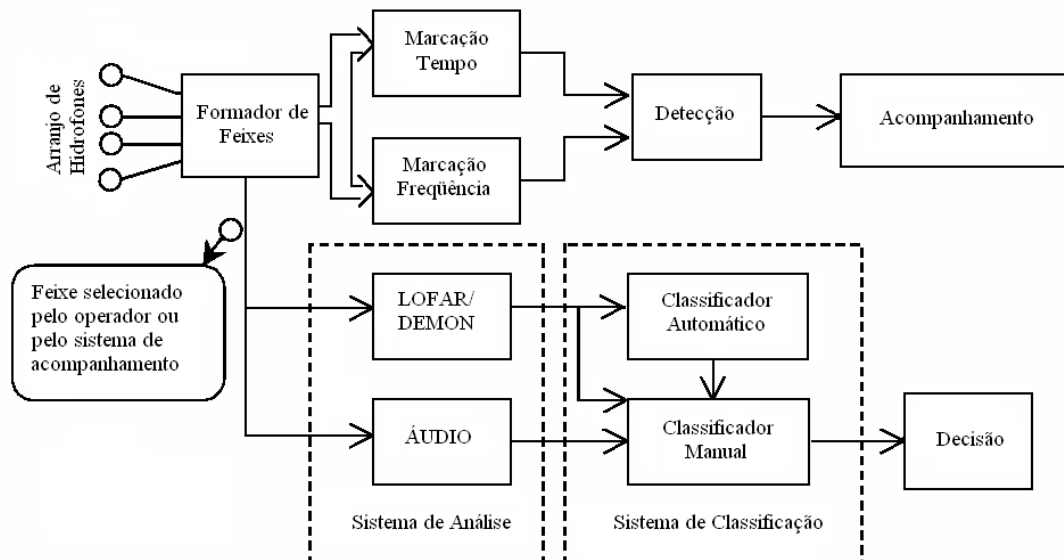 Arranjo de
Hidrofones
Formador de
Feixes
Marcação
Tempo
Marcação
Freqüência
Detecção
Acompanhamento
Feixe selecionado
pelo operador ou
pelo sistema de
acompanhamento
LOFAR/
DEMON
ÁUDIO
Sistema de Análise
Classificador
Automático
Classificador
Manual
Sistema de Classificação
Decisão